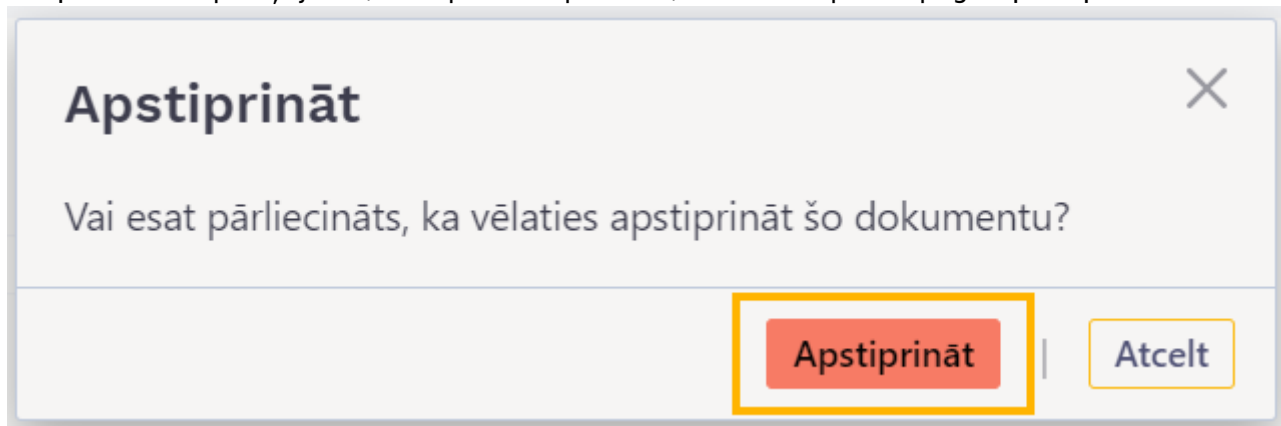 Apstiprināt
Vai esat pārliecināts, ka vēlaties apstiprināt šo dokumentu?
Apstiprināt | Atcelt